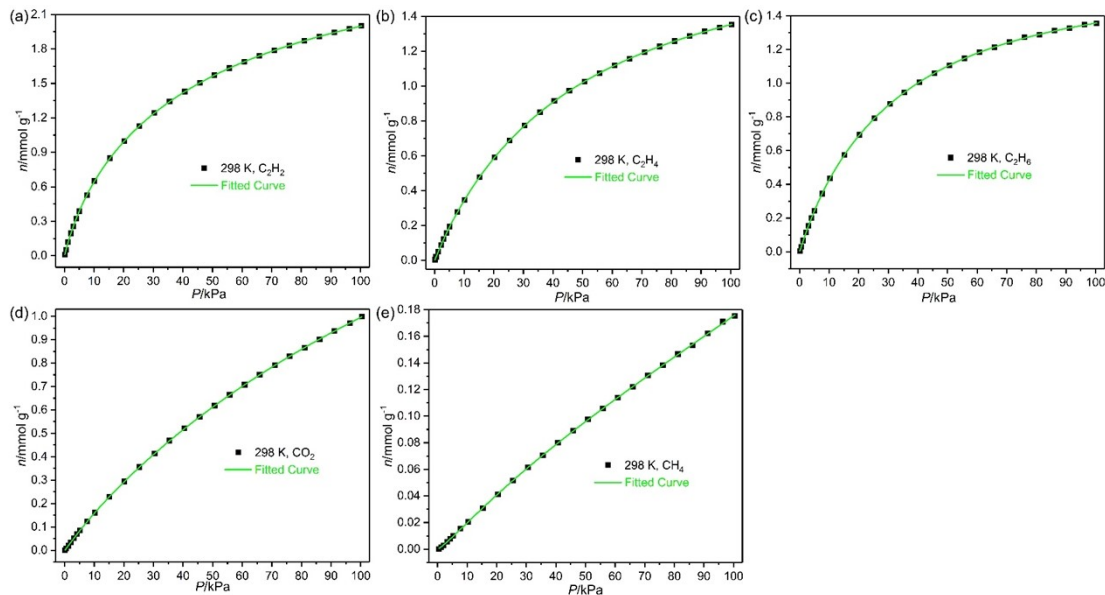 (a)
2.1
1.8
1.5
1.2
0.9
0.6
0.3
0.0
n/mmol g⁻¹
298 K, C₂H₂
Fitted Curve
0 10 20 30 40 50 60 70 80 90 100
P/kPa
(b)
1.4
1.2
1.0
0.8
0.6
0.4
0.2
0.0
n/mmol g⁻¹
298 K, C₂H₄
Fitted Curve
0 10 20 30 40 50 60 70 80 90 100
P/kPa
(c)
1.4
1.2
1.0
0.8
0.6
0.4
0.2
0.0
n/mmol g⁻¹
298 K, C₂H₆
Fitted Curve
0 10 20 30 40 50 60 70 80 90 100
P/kPa
(d)
1.0
0.9
0.8
0.7
0.6
0.5
0.4
0.3
0.2
0.1
0.0
n/mmol g⁻¹
298 K, CO₂
Fitted Curve
0 10 20 30 40 50 60 70 80 90 100
P/kPa
(e)
0.18
0.16
0.14
0.12
0.10
0.08
0.06
0.04
0.02
0.00
n/mmol g⁻¹
298 K, CH₄
Fitted Curve
0 10 20 30 40 50 60 70 80 90 100
P/kPa